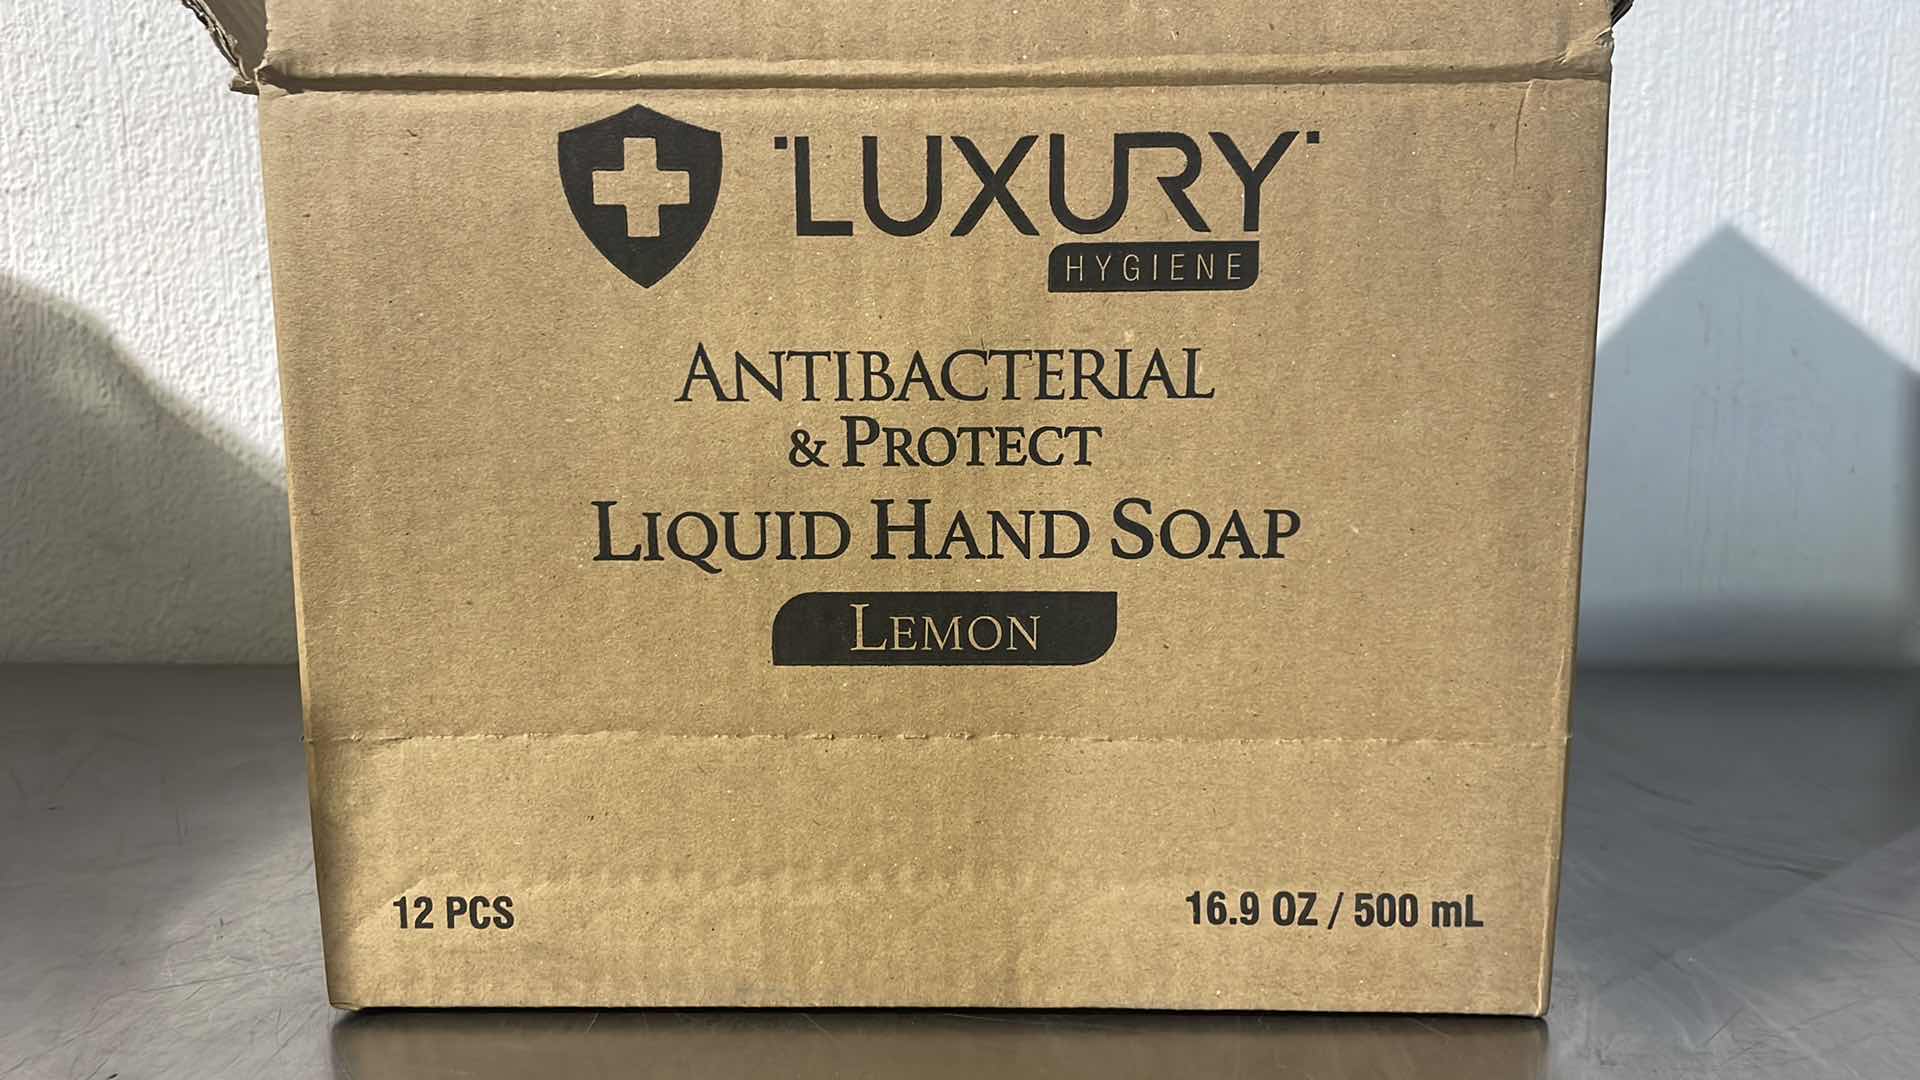 LUXURY
HYGIENE
ANTIBACTERIAL
& PROTECT
LIQUID HAND SOAP
LEMON
12 PCS
16.9 OZ / 500 mL